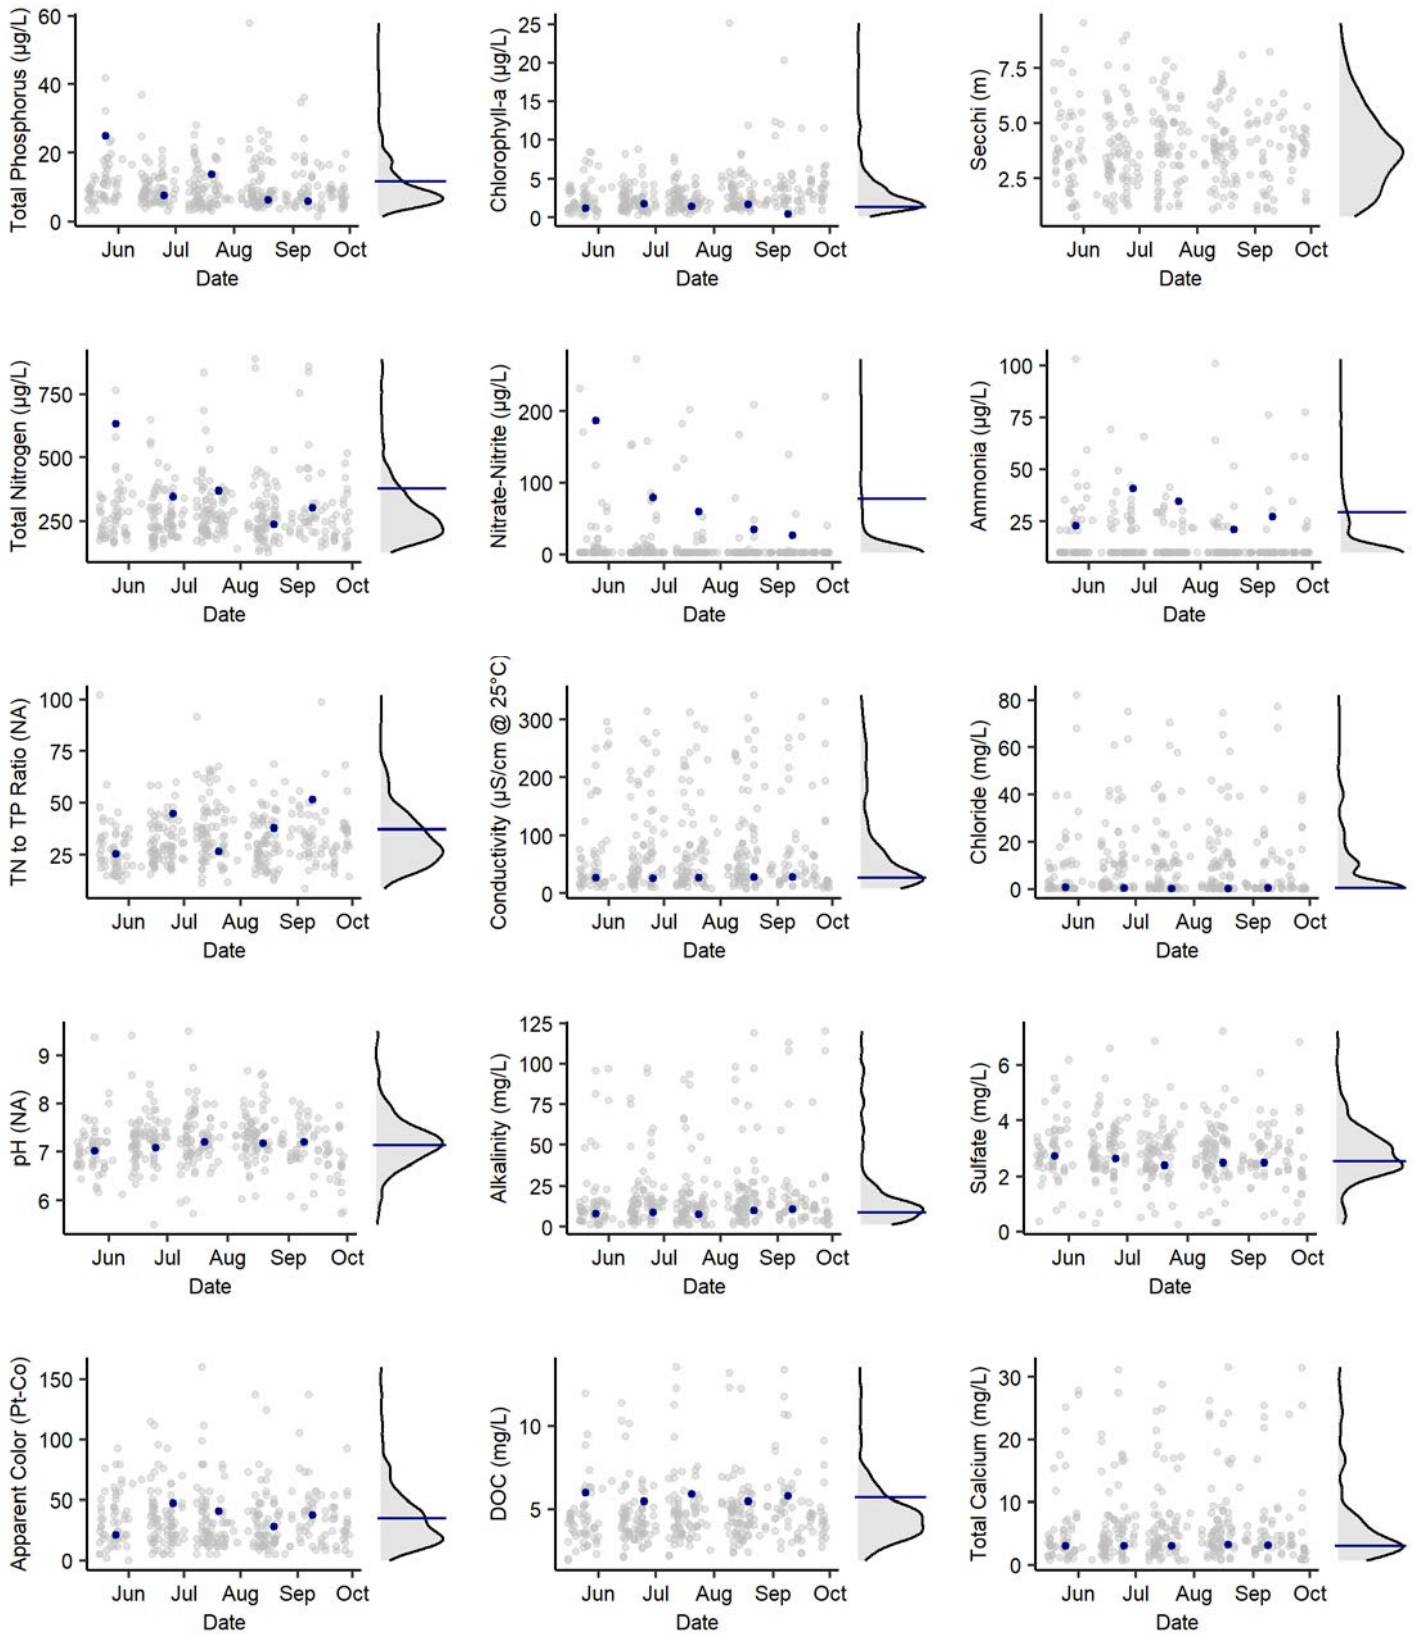 Total Phosphorus (µg/L)
60
40
20
0
Jun Jul Aug Sep Oct
Date
Chlorophyll-a (µg/L)
25
20
15
10
5
0
Jun Jul Aug Sep Oct
Date
Secchi (m)
7.5
5.0
2.5
Jun Jul Aug Sep Oct
Date
Total Nitrogen (µg/L)
750
500
250
Jun Jul Aug Sep Oct
Date
Nitrate-Nitrite (µg/L)
200
100
0
Jun Jul Aug Sep Oct
Date
Ammonia (µg/L)
100
75
50
25
Jun Jul Aug Sep Oct
Date
TN to TP Ratio (NA)
100
75
50
25
Jun Jul Aug Sep Oct
Date
Conductivity (µS/cm @ 25°C)
300
200
100
0
Jun Jul Aug Sep Oct
Date
Chloride (mg/L)
80
60
40
20
0
Jun Jul Aug Sep Oct
Date
pH (NA)
9
8
7
6
Jun Jul Aug Sep Oct
Date
Alkalinity (mg/L)
125
100
75
50
25
0
Jun Jul Aug Sep Oct
Date
Sulfate (mg/L)
6
4
2
0
Jun Jul Aug Sep Oct
Date
Apparent Color (Pt-Co)
150
100
50
0
Jun Jul Aug Sep Oct
Date
DOC (mg/L)
10
5
Jun Jul Aug Sep Oct
Date
Total Calcium (mg/L)
30
20
10
0
Jun Jul Aug Sep Oct
Date